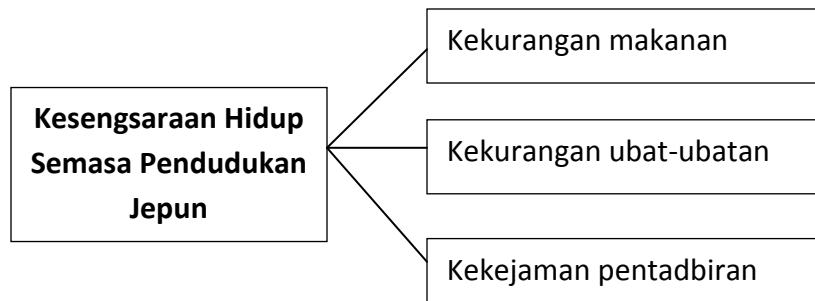 Kesengsaraan Hidup
Semasa Pendudukan
Jepun
Kekurangan makanan
Kekurangan ubat-ubatan
Kekejaman pentadbiran